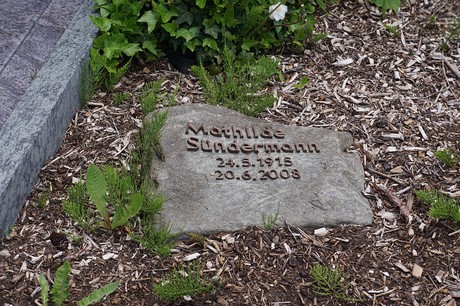 Mathilde
Sündermann
24.5.1915
-20.6.2008